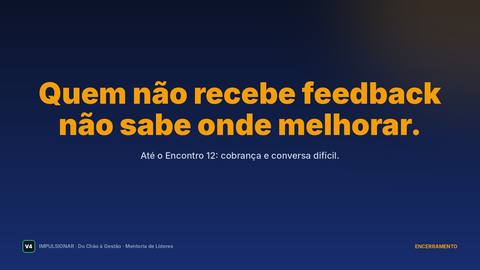 Quem não recebe feedback
não sabe onde melhorar.
Até o Encontro 12: cobrança e conversa difícil.
V4 IMPULSIONAR · Do Chão à Gestão · Mentoria de Líderes
ENCERRAMENTO